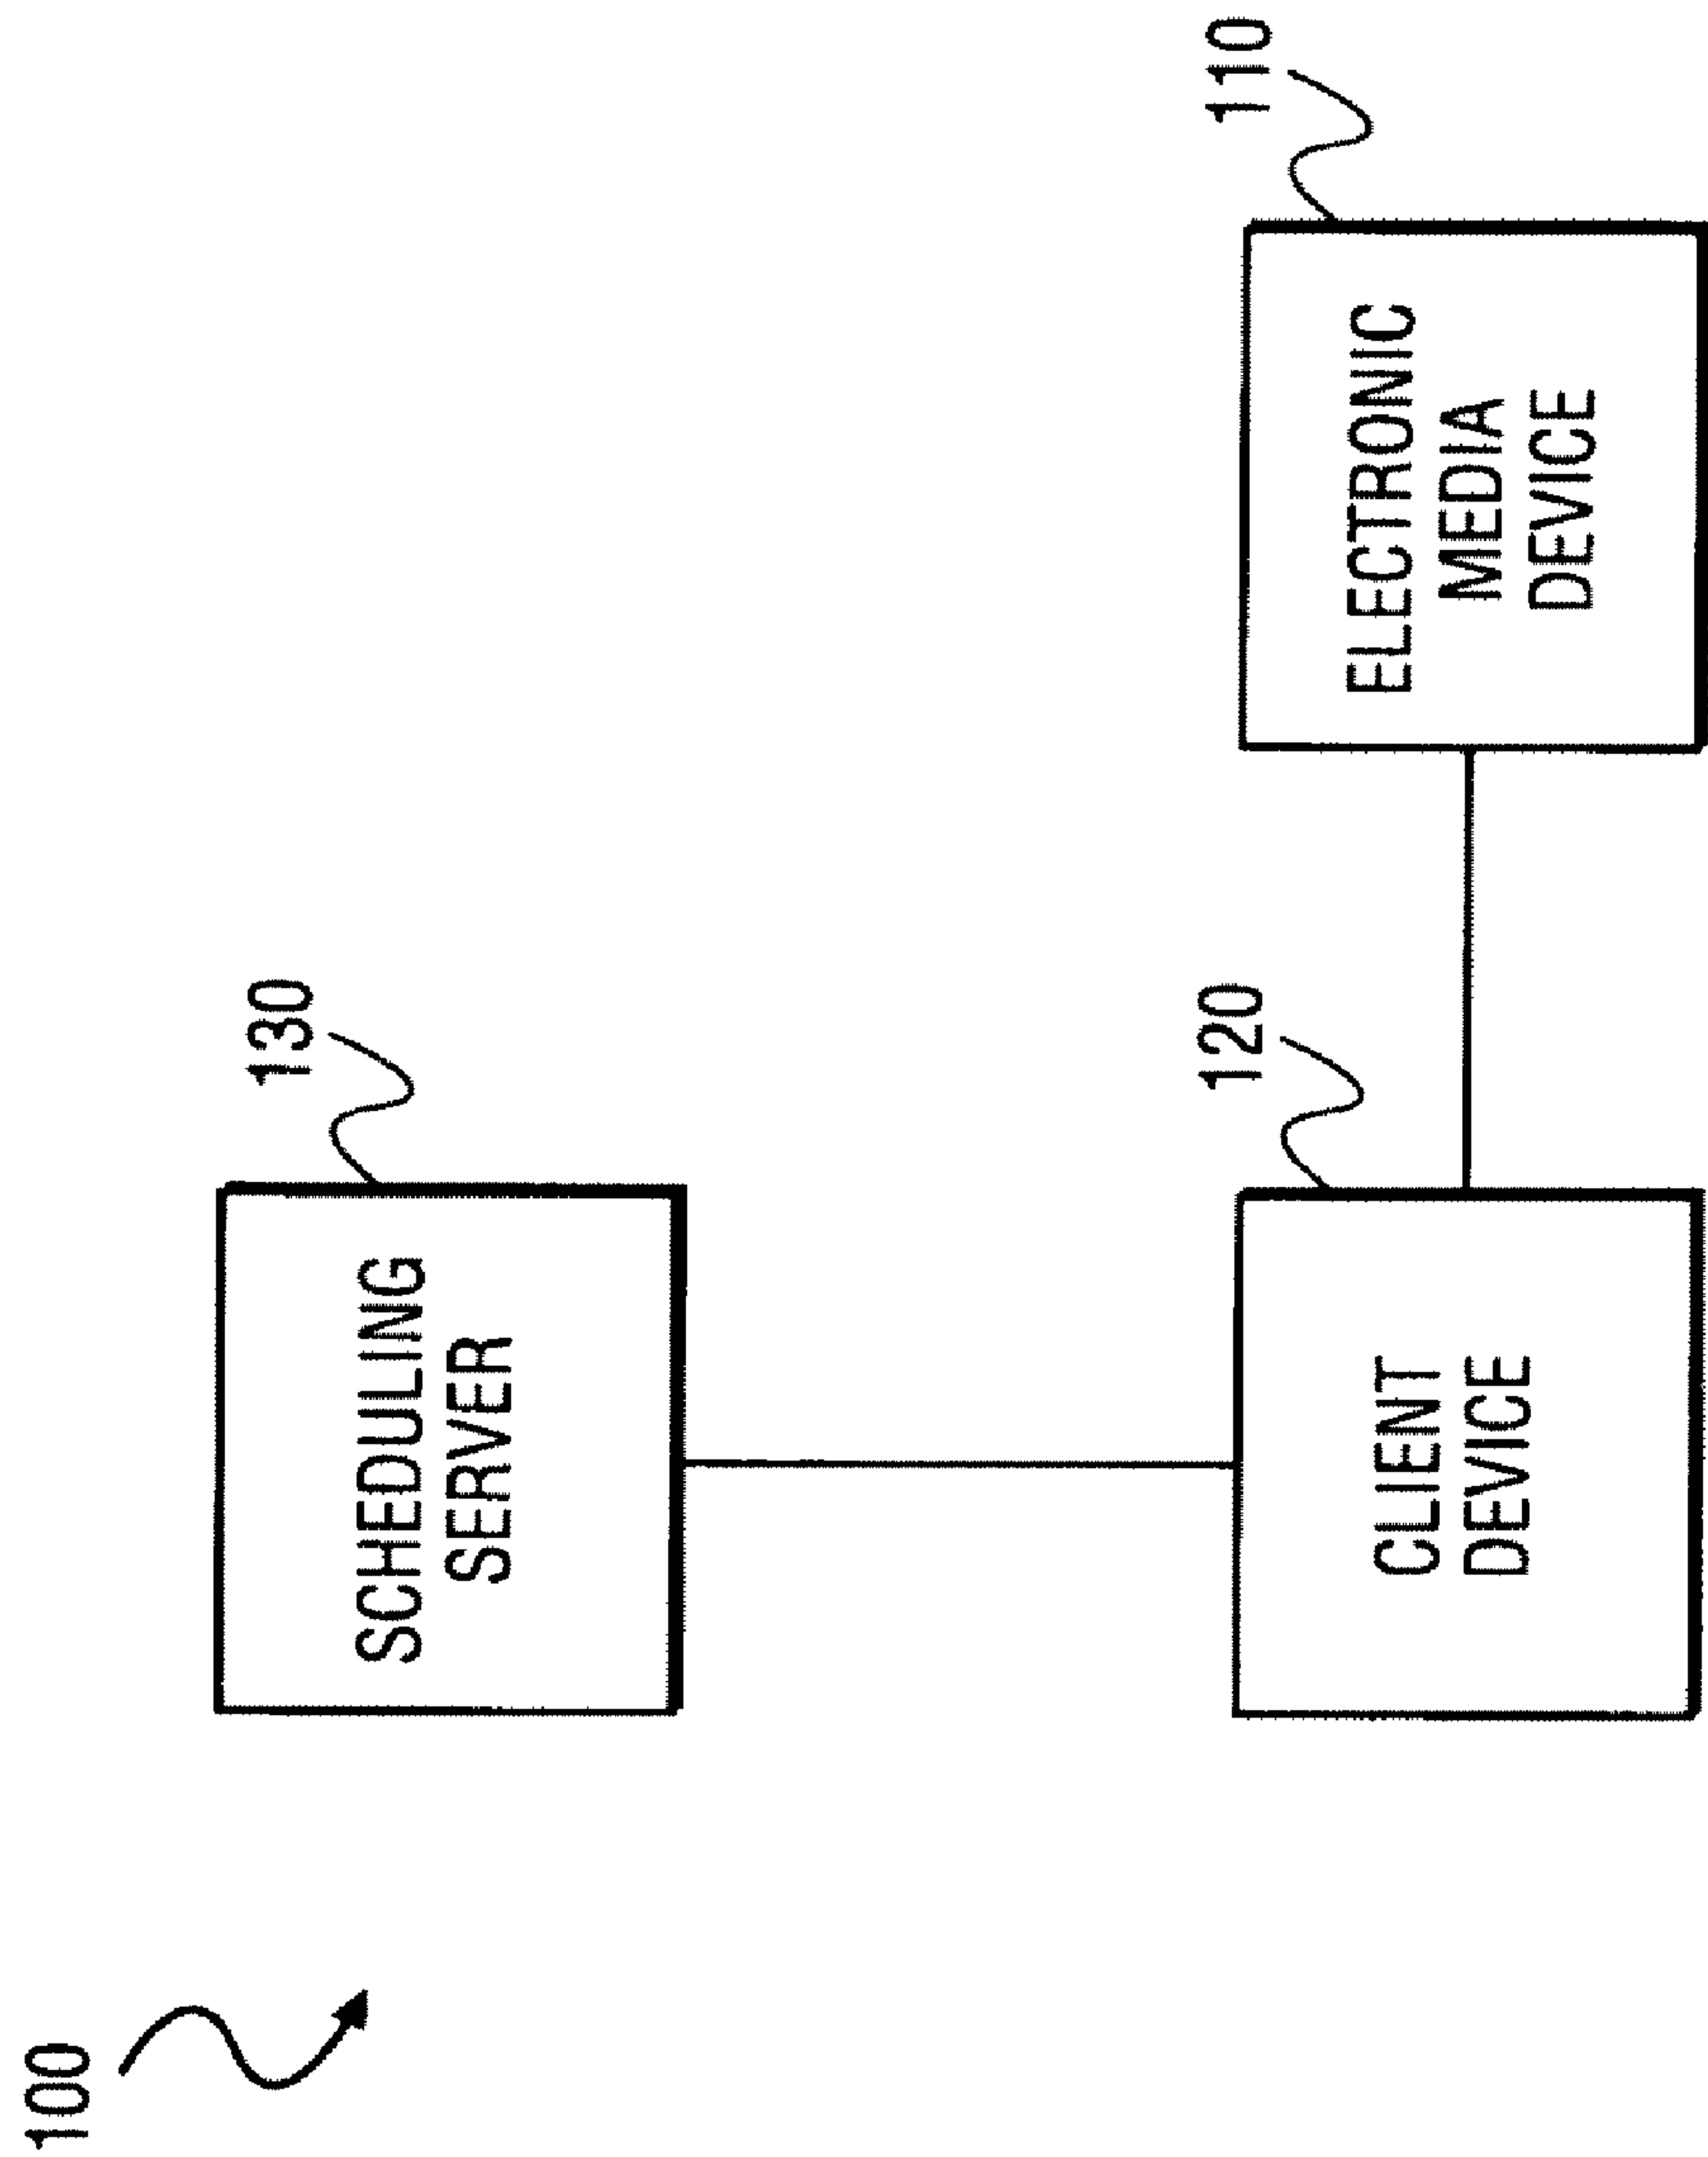 100
130
SCHEDULING
SERVER
120
CLIENT
DEVICE
110
ELECTRONIC
MEDIA
DEVICE